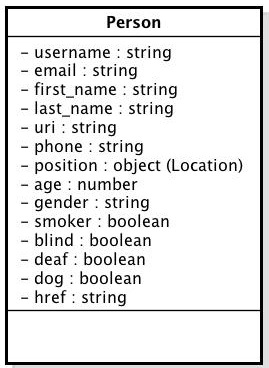 Person
- username : string
- email : string
- first_name : string
- last_name : string
- uri : string
- phone : string
- position : object (Location)
- age : number
- gender : string
- smoker : boolean
- blind : boolean
- deaf : boolean
- dog : boolean
- href : string